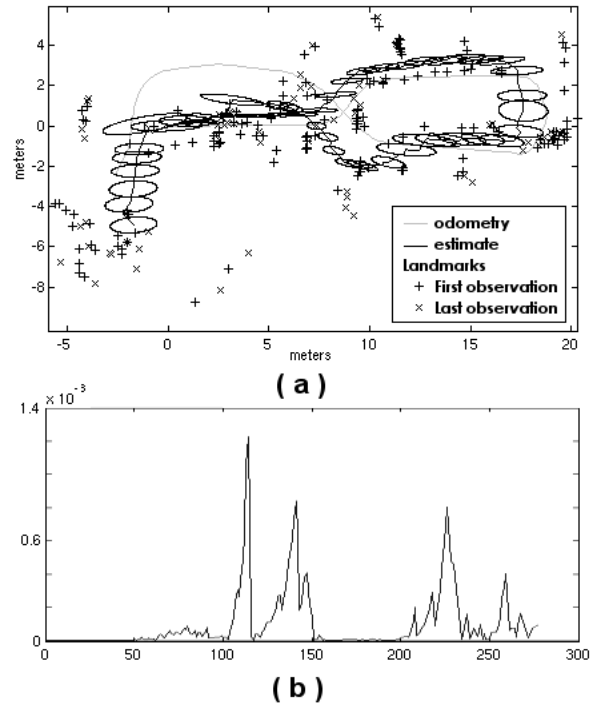 4
2
0
-2
-4
-6
-8
meters
-5 0 5 10 15 20
meters
odometry
estimate
Landmarks
+ First observation
× Last observation
( a )
1.4 × 10⁻³
0.6
0
0 50 100 150 200 250 300
( b )